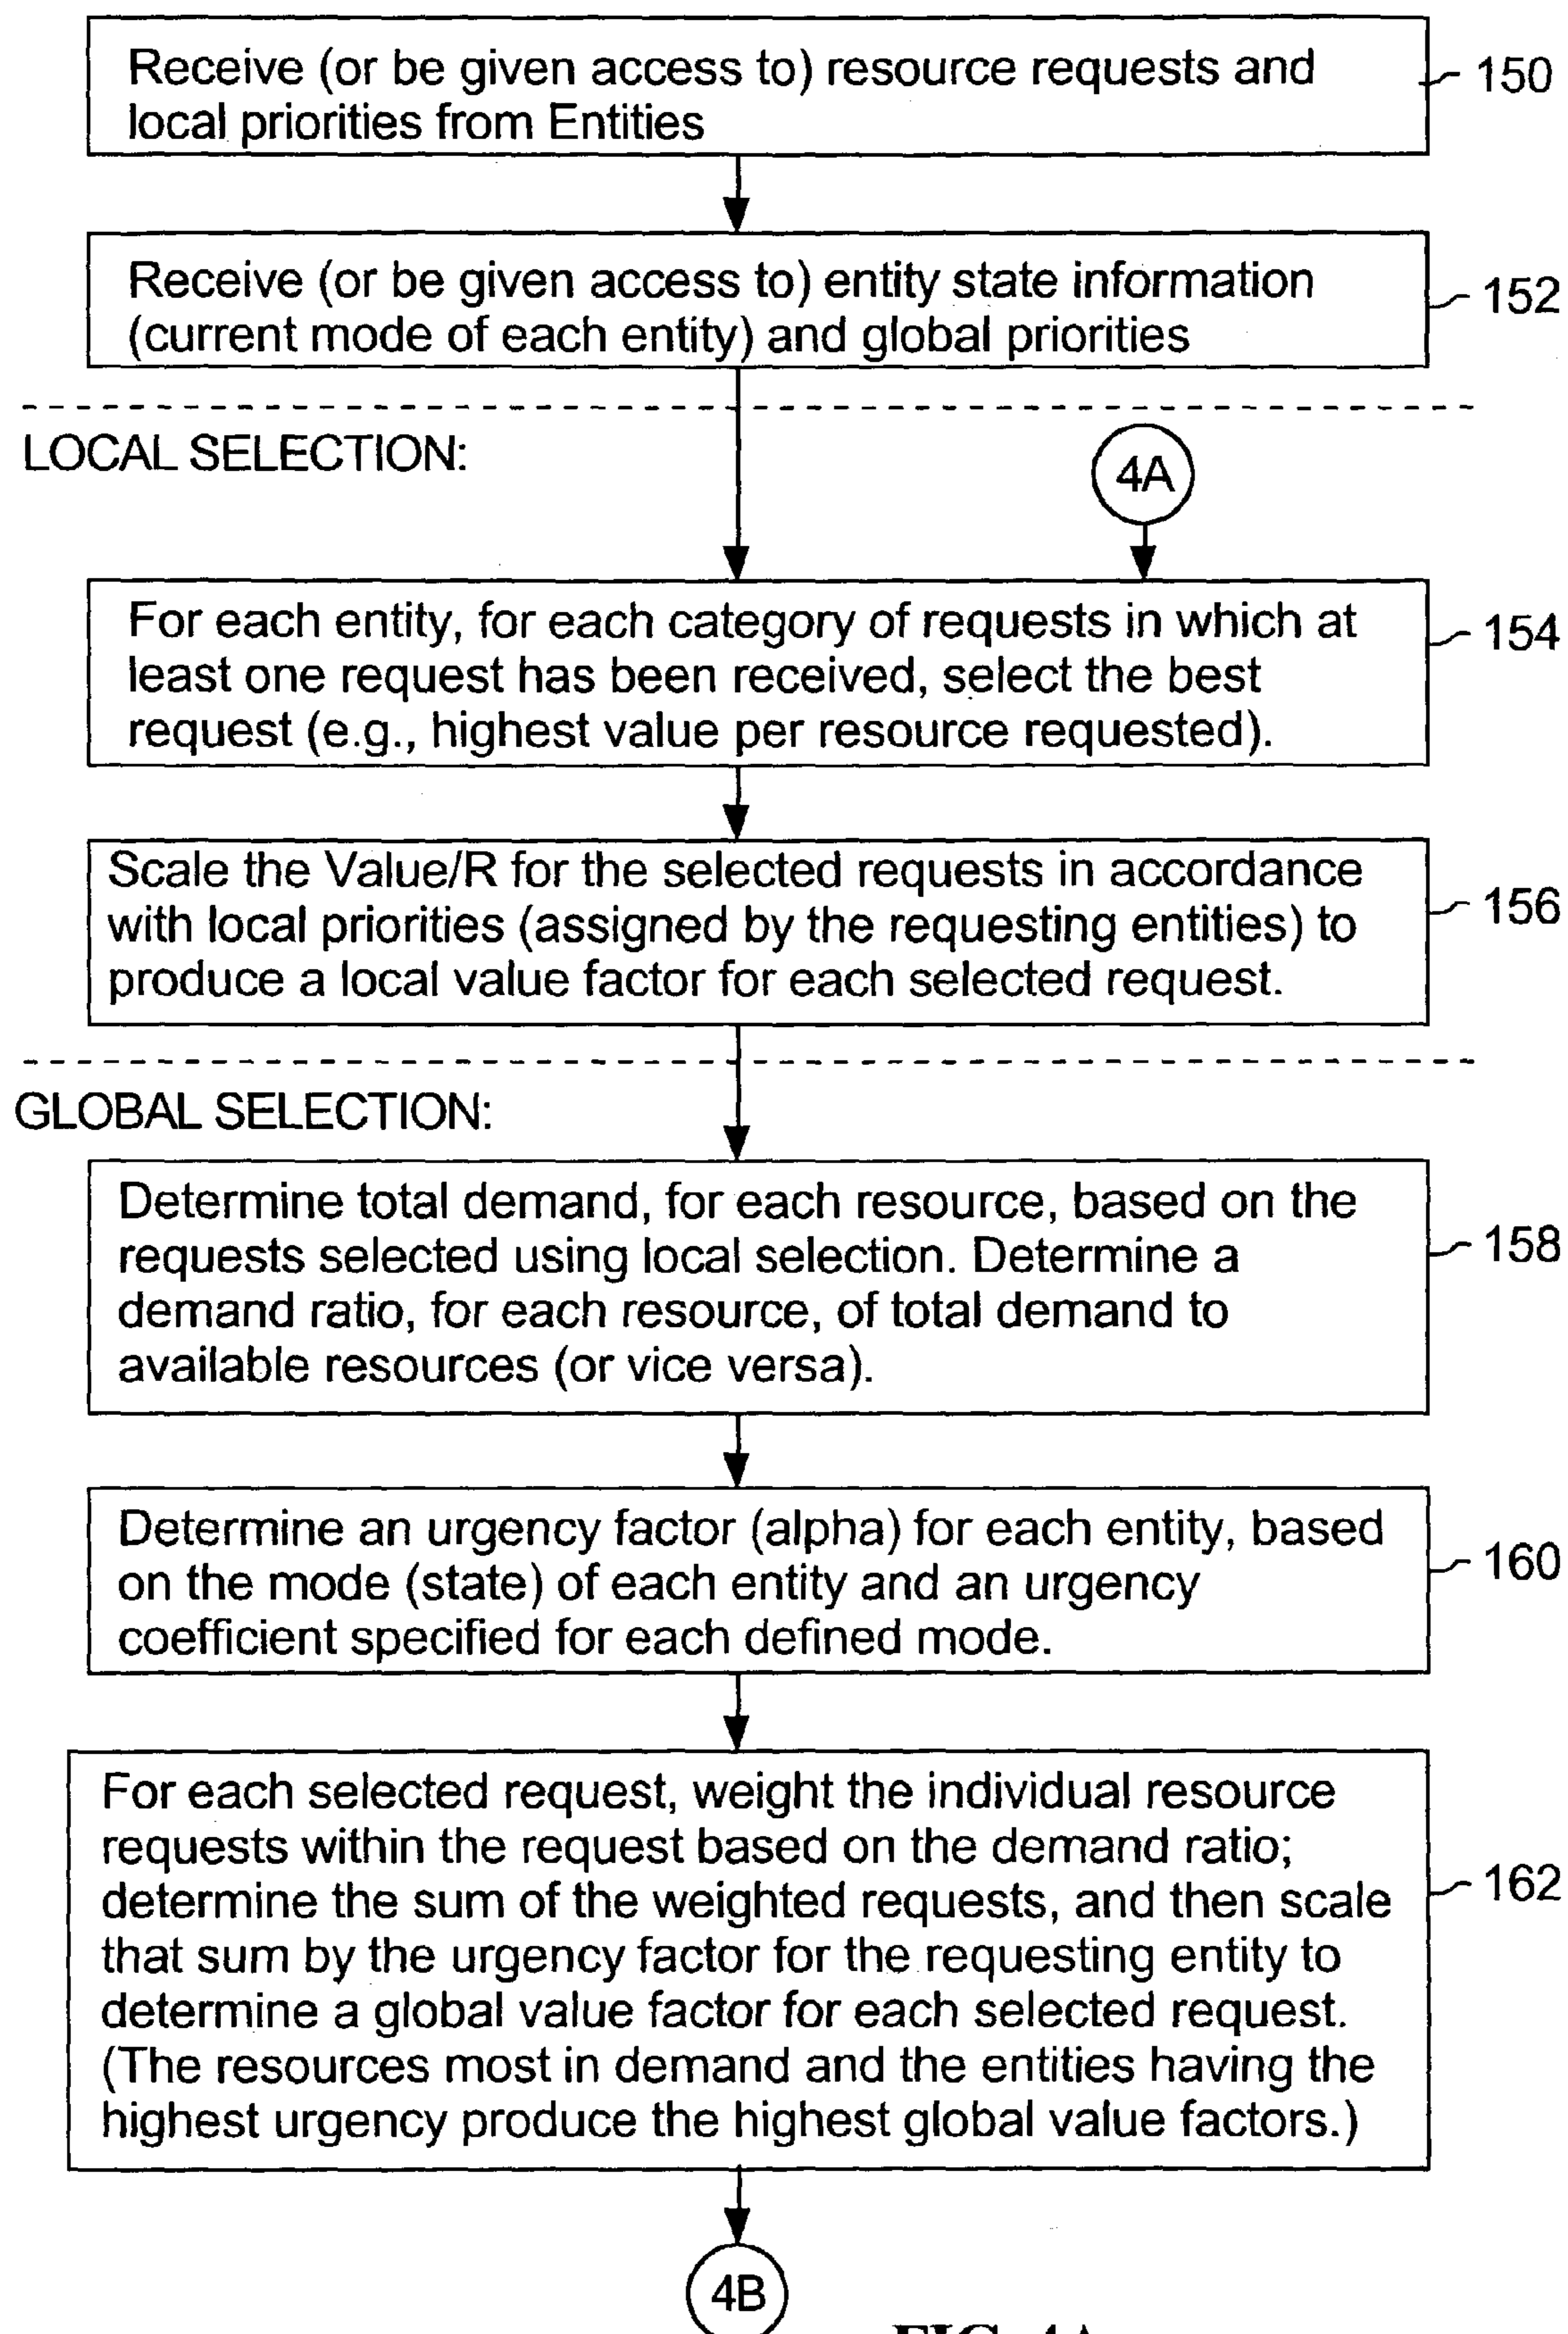 Receive (or be given access to) resource requests and
local priorities from Entities
150
Receive (or be given access to) entity state information
(current mode of each entity) and global priorities
152
LOCAL SELECTION:
4A
For each entity, for each category of requests in which at
least one request has been received, select the best
request (e.g., highest value per resource requested).
154
Scale the Value/R for the selected requests in accordance
with local priorities (assigned by the requesting entities) to
produce a local value factor for each selected request.
156
GLOBAL SELECTION:
Determine total demand, for each resource, based on the
requests selected using local selection. Determine a
demand ratio, for each resource, of total demand to
available resources (or vice versa).
158
Determine an urgency factor (alpha) for each entity, based
on the mode (state) of each entity and an urgency
coefficient specified for each defined mode.
160
For each selected request, weight the individual resource
requests within the request based on the demand ratio;
determine the sum of the weighted requests, and then scale
that sum by the urgency factor for the requesting entity to
determine a global value factor for each selected request.
(The resources most in demand and the entities having the
highest urgency produce the highest global value factors.)
162
4B